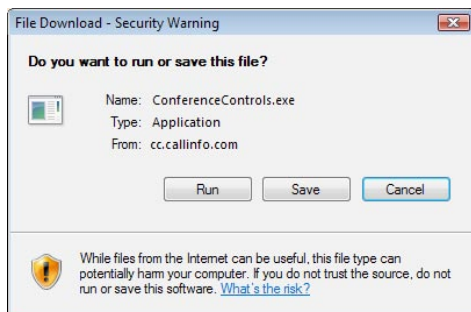 File Download - Security Warning
Do you want to run or save this file?
Name: ConferenceControls.exe
Type: Application
From: cc.callinfo.com
Run Save Cancel
While files from the Internet can be useful, this file type can
potentially harm your computer. If you do not trust the source, do not
run or save this software. What's the risk?